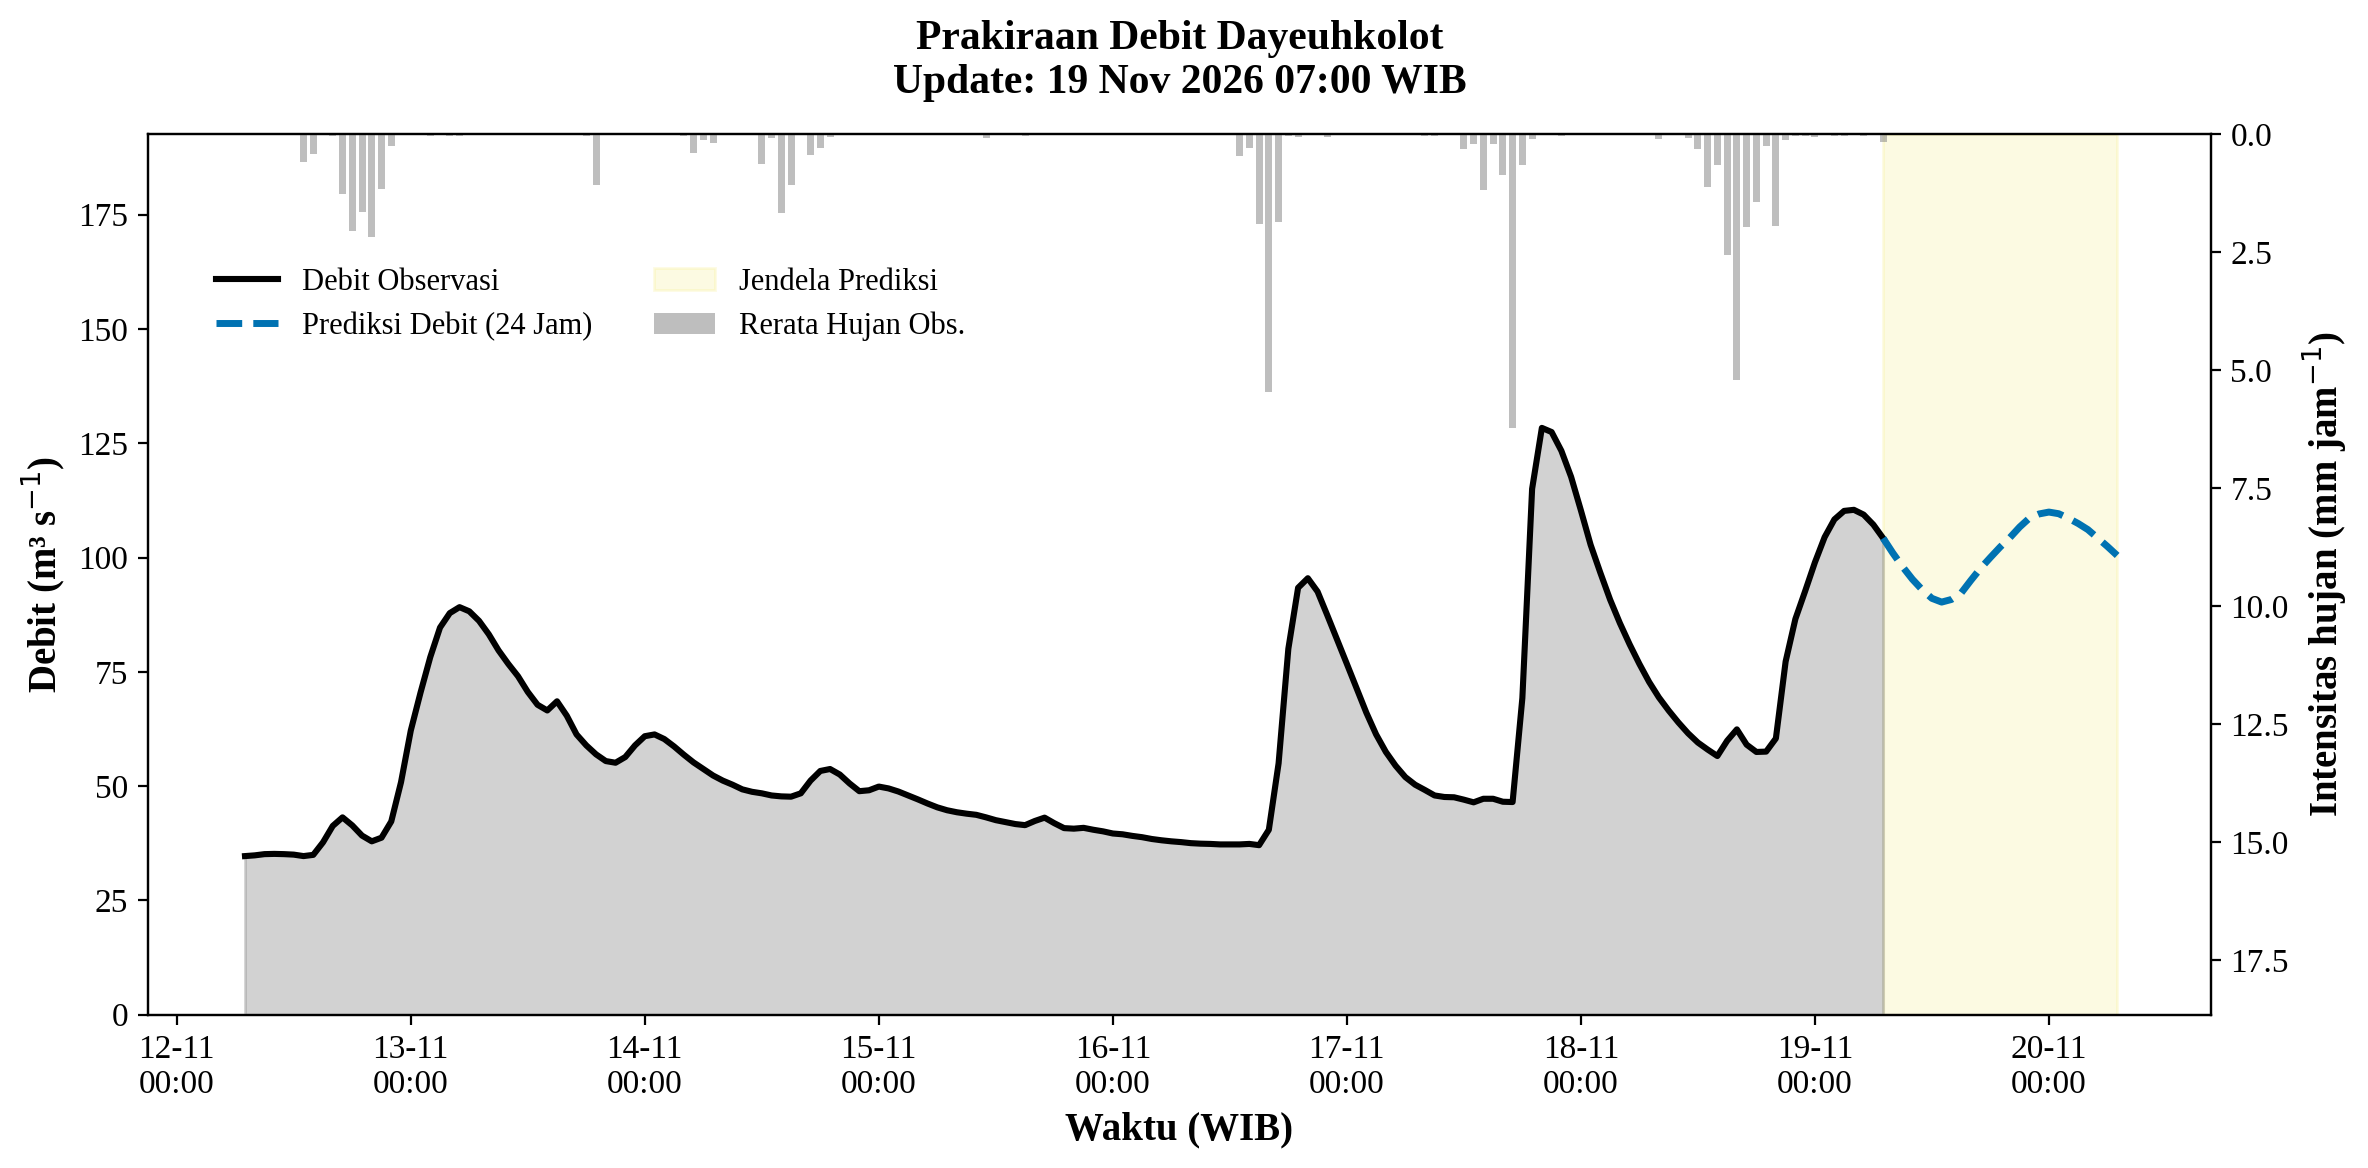 Prakiraan Debit Dayeuhkolot
Update: 19 Nov 2026 07:00 WIB
Debit (m³ s⁻¹)
175
150
125
100
75
50
25
0
Debit Observasi
Prediksi Debit (24 Jam)
Jendela Prediksi
Rerata Hujan Obs.
0.0
2.5
5.0
7.5
10.0
12.5
15.0
17.5
Intensitas hujan (mm jam⁻¹)
12-11 13-11 14-11 15-11 16-11 17-11 18-11 19-11 20-11
00:00 00:00 00:00 00:00 00:00 00:00 00:00 00:00 00:00
Waktu (WIB)